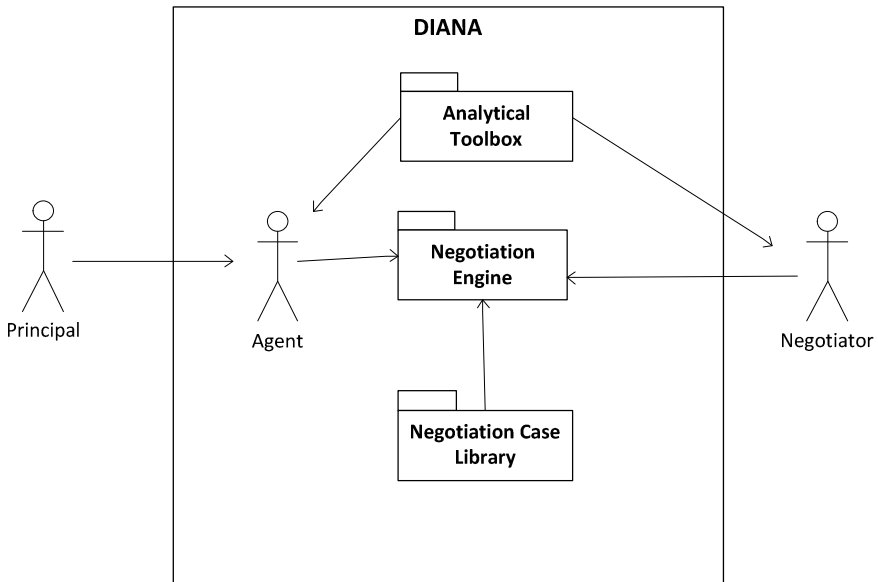 DIANA
Analytical
Toolbox
Negotiation
Engine
Principal
Agent
Negotiator
Negotiation Case
Library